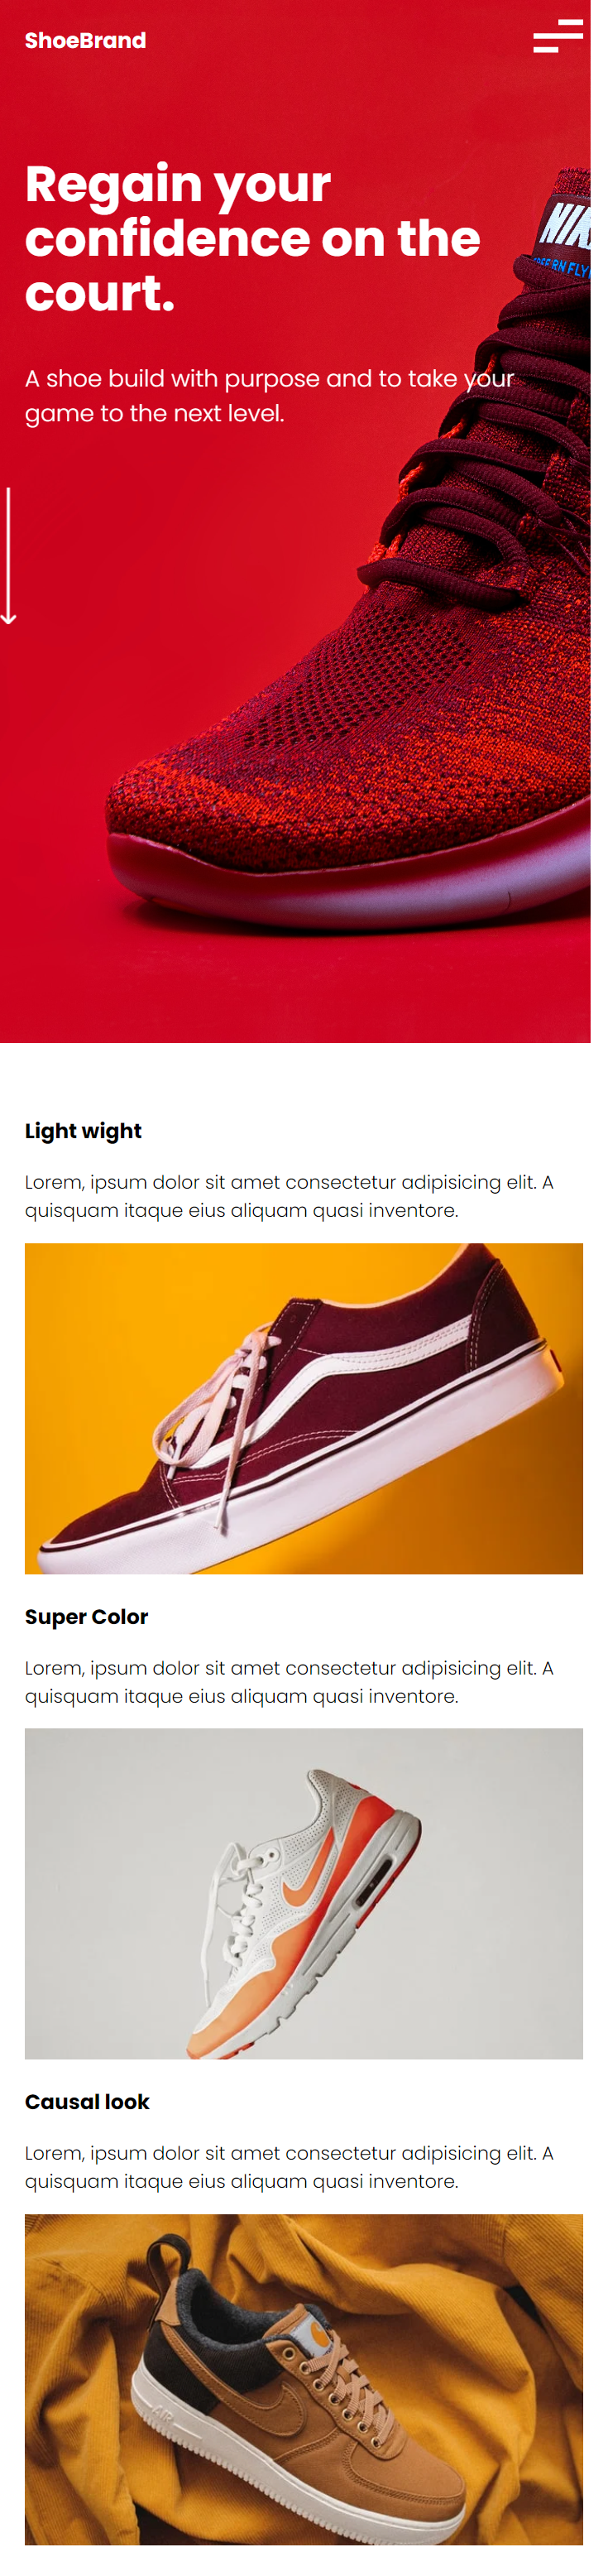 ShoeBrand
Regain your
confidence on the
court.
A shoe build with purpose and to take your
game to the next level.
Light wight
Lorem, ipsum dolor sit amet consectetur adipisicing elit. A
quisquam itaque eius aliquam quasi inventore.
Super Color
Lorem, ipsum dolor sit amet consectetur adipisicing elit. A
quisquam itaque eius aliquam quasi inventore.
Causal look
Lorem, ipsum dolor sit amet consectetur adipisicing elit. A
quisquam itaque eius aliquam quasi inventore.
AIR